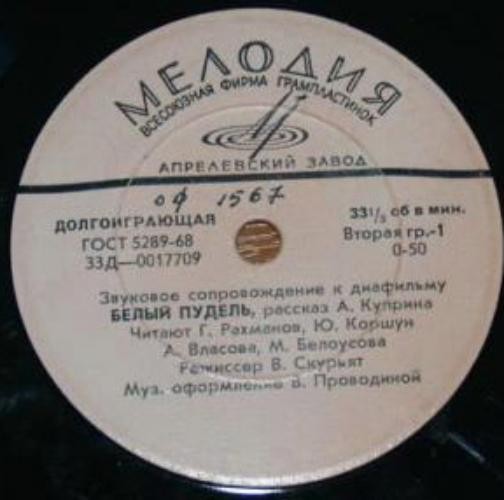 МЕЛОДИЯ
ВСЕСОЮЗНАЯ ФИРМА ГРАМПЛАСТИНОК
АПРЕЛЕВСКИЙ ЗАВОД
оф 1567
ДОЛГОИГРАЮЩАЯ
ГОСТ 5289-68
33Д—0017709
33⅓ об в мин.
Вторая гр.-1
0-50
Звуковое сопровождение к диафильму
БЕЛЫЙ ПУДЕЛЬ, рассказ А. Куприна
Читают Г. Рахманов, Ю. Коршун
А. Власова, М. Белоусова
Режиссер В. Скурьят
Муз. оформление В. Проводиной